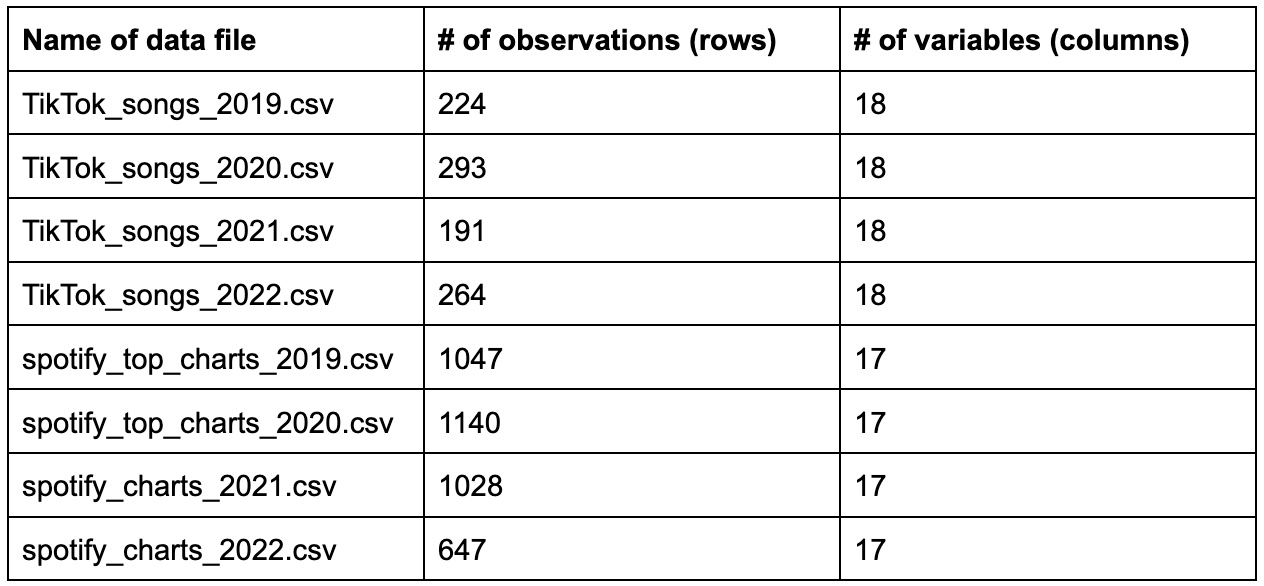 Name of data file # of observations (rows) # of variables (columns)
TikTok_songs_2019.csv 224 18
TikTok_songs_2020.csv 293 18
TikTok_songs_2021.csv 191 18
TikTok_songs_2022.csv 264 18
spotify_top_charts_2019.csv 1047 17
spotify_top_charts_2020.csv 1140 17
spotify_charts_2021.csv 1028 17
spotify_charts_2022.csv 647 17